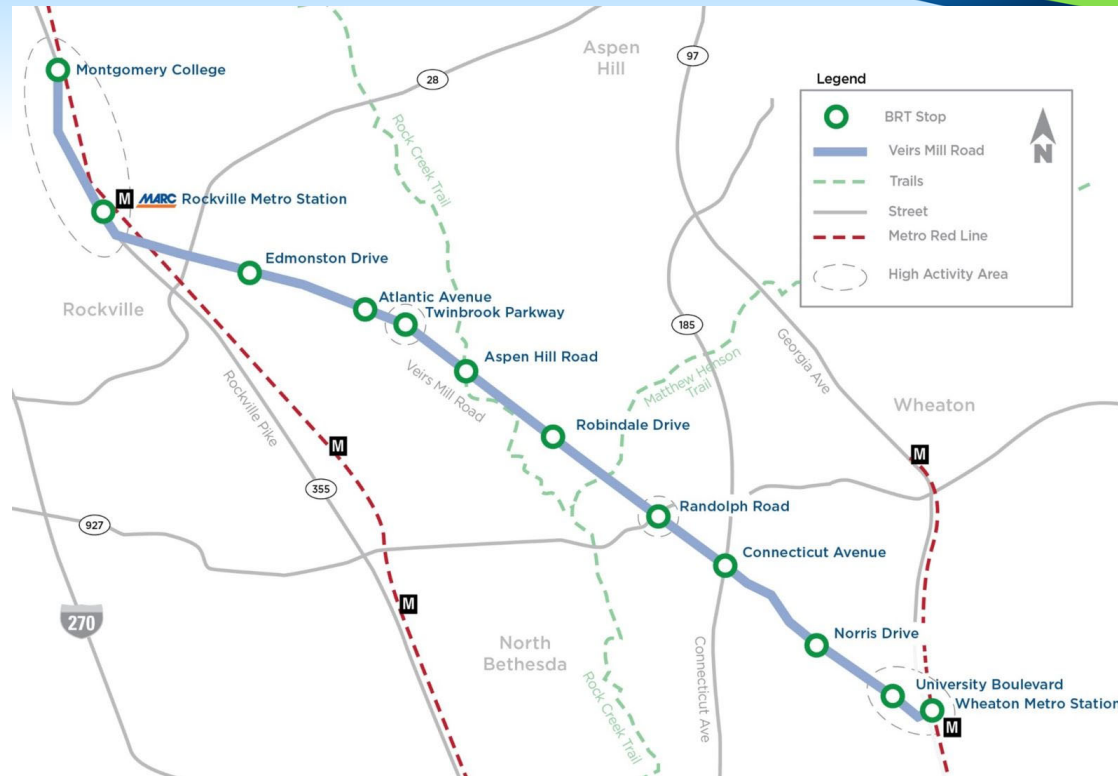 Montgomery College
Aspen
Hill
97
28
Legend
BRT Stop
Veirs Mill Road
Trails
Street
Metro Red Line
High Activity Area
N
Rock Creek Trail
M MARC Rockville Metro Station
Edmonston Drive
Rockville
Atlantic Avenue
Twinbrook Parkway
185
Georgia Ave
Aspen Hill Road
Veirs Mill Road
Matthew Henson
Trail
Rockville Pike
Wheaton
Robindale Drive
M
M
355
Randolph Road
927
Connecticut Avenue
M
270
North
Bethesda
Norris Drive
Connecticut Ave
Rock Creek Trail
University Boulevard
Wheaton Metro Station
M